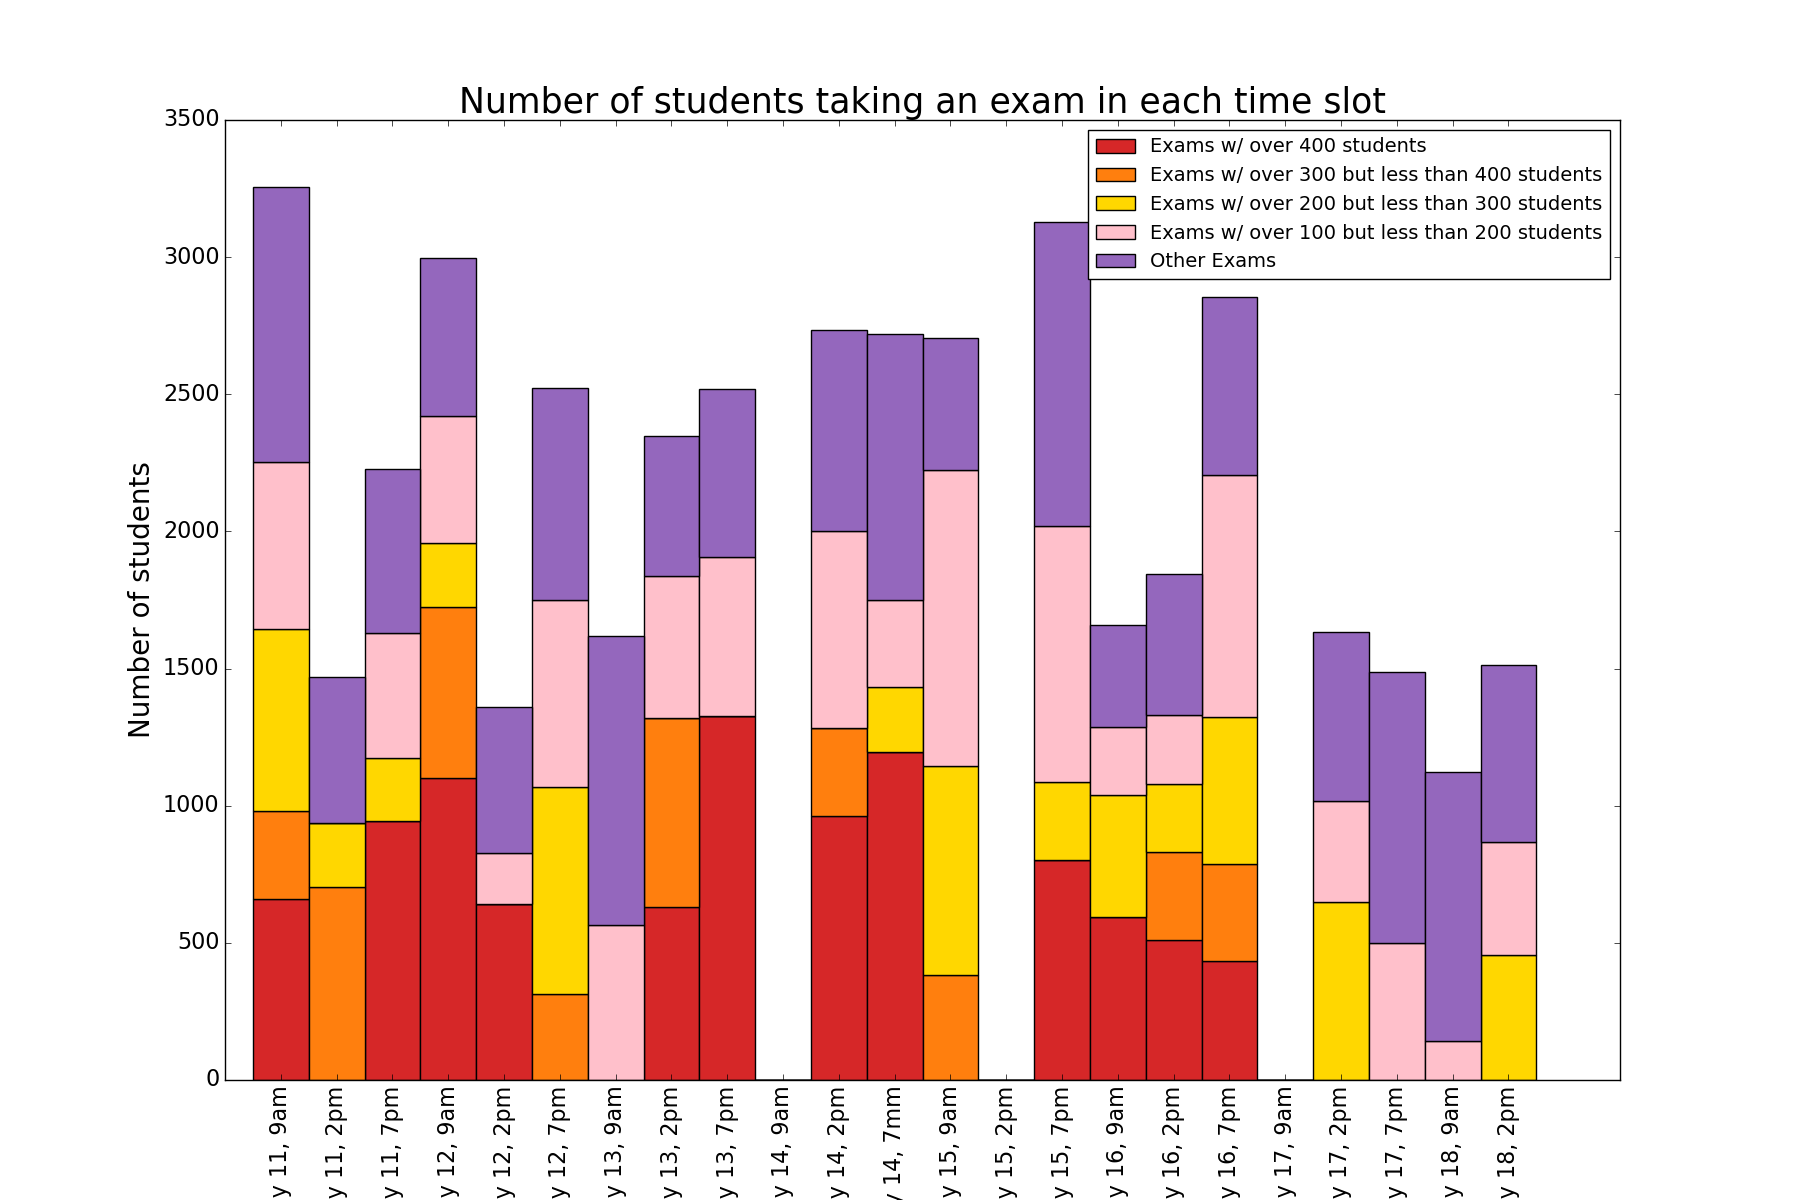 Number of students taking an exam in each time slot
3500
3000
2500
2000
1500
1000
500
0
Number of students
Exams w/ over 400 students
Exams w/ over 300 but less than 400 students
Exams w/ over 200 but less than 300 students
Exams w/ over 100 but less than 200 students
Other Exams
y 11, 9am
y 11, 2pm
y 11, 7pm
y 12, 9am
y 12, 2pm
y 12, 7pm
y 13, 9am
y 13, 2pm
y 13, 7pm
y 14, 9am
y 14, 2pm
y 14, 7mm
y 15, 9am
y 15, 2pm
y 15, 7pm
y 16, 9am
y 16, 2pm
y 16, 7pm
y 17, 9am
y 17, 2pm
y 17, 7pm
y 18, 9am
y 18, 2pm